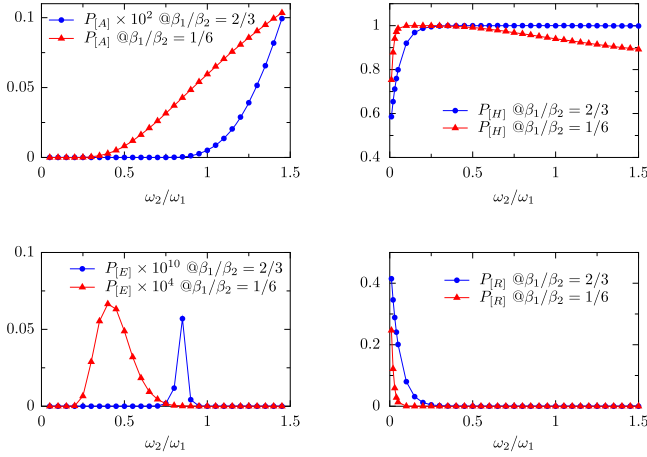 P[A] × 10² @β₁/β₂ = 2/3
P[A] @β₁/β₂ = 1/6
0.1
0.05
0
0 0.5 1 1.5
ω₂/ω₁
P[H] @β₁/β₂ = 2/3
P[H] @β₁/β₂ = 1/6
1
0.8
0.6
0.4
0 0.5 1 1.5
ω₂/ω₁
P[E] × 10¹⁰ @β₁/β₂ = 2/3
P[E] × 10⁴ @β₁/β₂ = 1/6
0.1
0.05
0
0 0.5 1 1.5
ω₂/ω₁
P[R] @β₁/β₂ = 2/3
P[R] @β₁/β₂ = 1/6
0.4
0.2
0
0 0.5 1 1.5
ω₂/ω₁